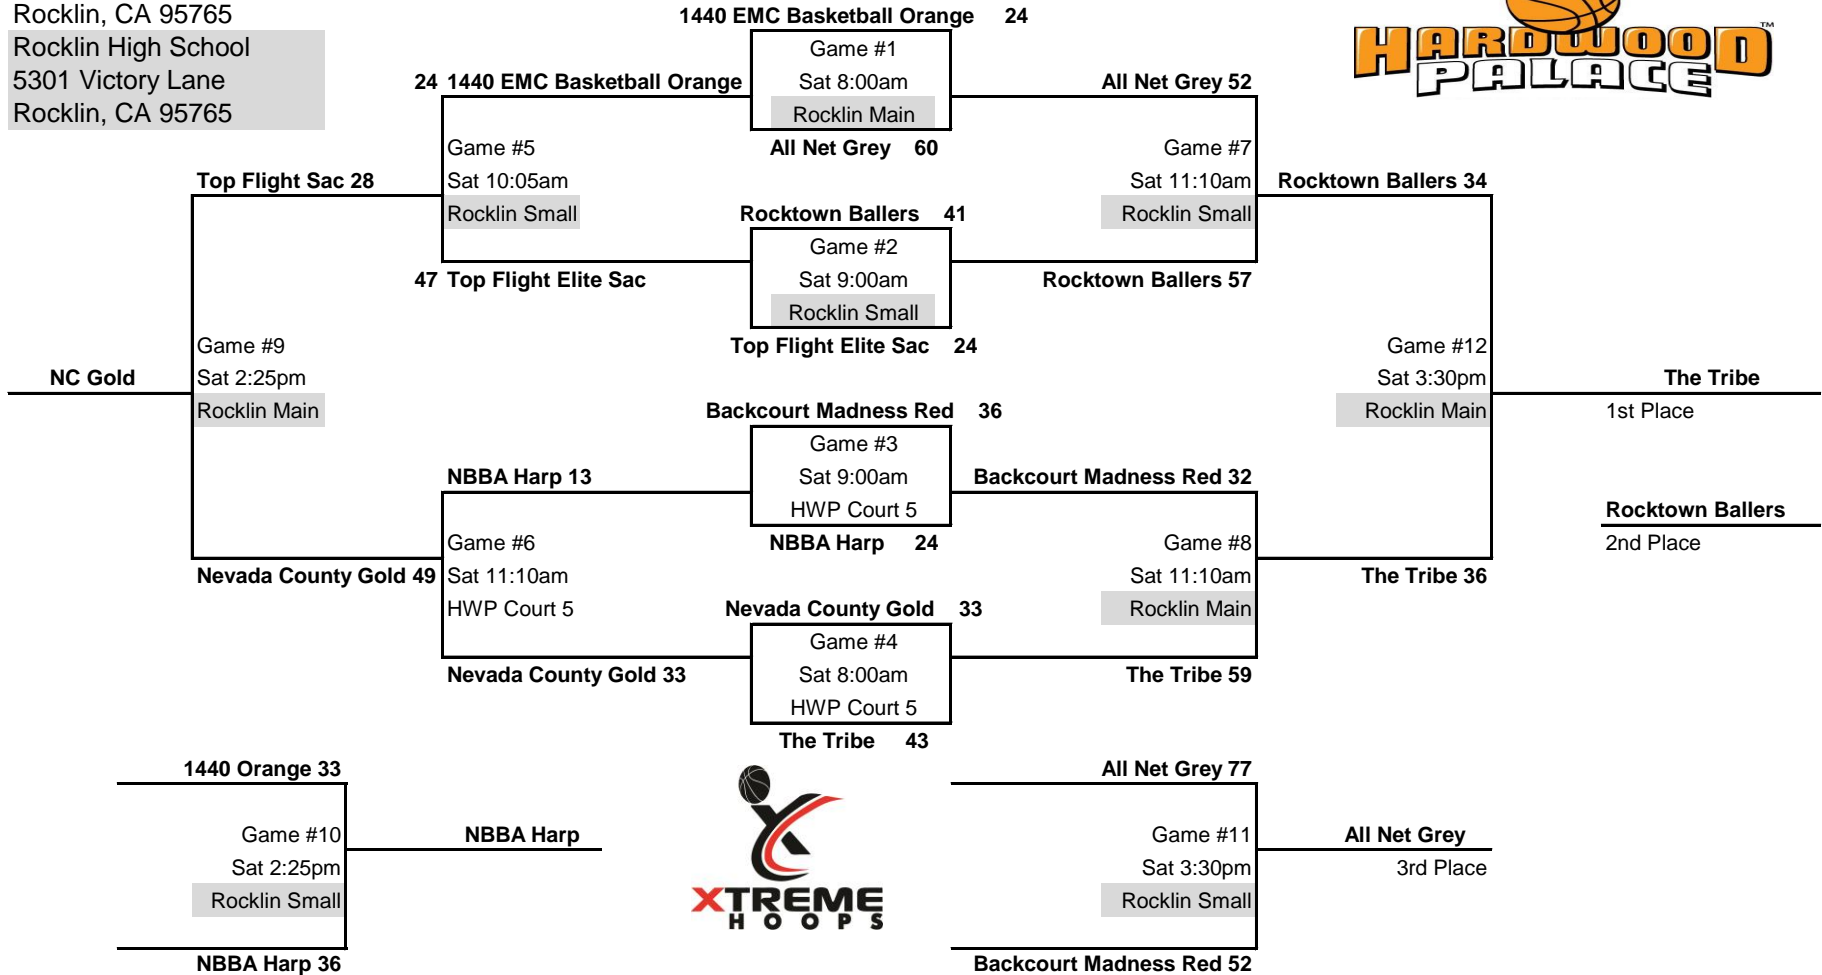 Rocklin, CA 95765
Rocklin High School
5301 Victory Lane
Rocklin, CA 95765
1440 EMC Basketball Orange 24
HARDWOOD
PALACE
TM
Game #1
Sat 8:00am
Rocklin Main
All Net Grey 60
24 1440 EMC Basketball Orange
Game #5
Sat 10:05am
Rocklin Small
47 Top Flight Elite Sac
All Net Grey 52
Game #7
Sat 11:10am
Rocklin Small
Rocktown Ballers 57
Rocktown Ballers 41
Game #2
Sat 9:00am
Rocklin Small
Top Flight Elite Sac 24
Top Flight Sac 28
Game #9
Sat 2:25pm
Rocklin Main
Nevada County Gold 49
NC Gold
Rocktown Ballers 34
Game #12
Sat 3:30pm
Rocklin Main
The Tribe 36
The Tribe
1st Place
Rocktown Ballers
2nd Place
Backcourt Madness Red 36
Game #3
Sat 9:00am
HWP Court 5
NBBA Harp 24
NBBA Harp 13
Game #6
Sat 11:10am
HWP Court 5
Nevada County Gold 33
Backcourt Madness Red 32
Game #8
Sat 11:10am
Rocklin Main
The Tribe 59
Nevada County Gold 33
Game #4
Sat 8:00am
HWP Court 5
The Tribe 43
1440 Orange 33
Game #10
Sat 2:25pm
Rocklin Small
NBBA Harp 36
NBBA Harp
XTREME
HOOPS
All Net Grey 77
Game #11
Sat 3:30pm
Rocklin Small
Backcourt Madness Red 52
All Net Grey
3rd Place